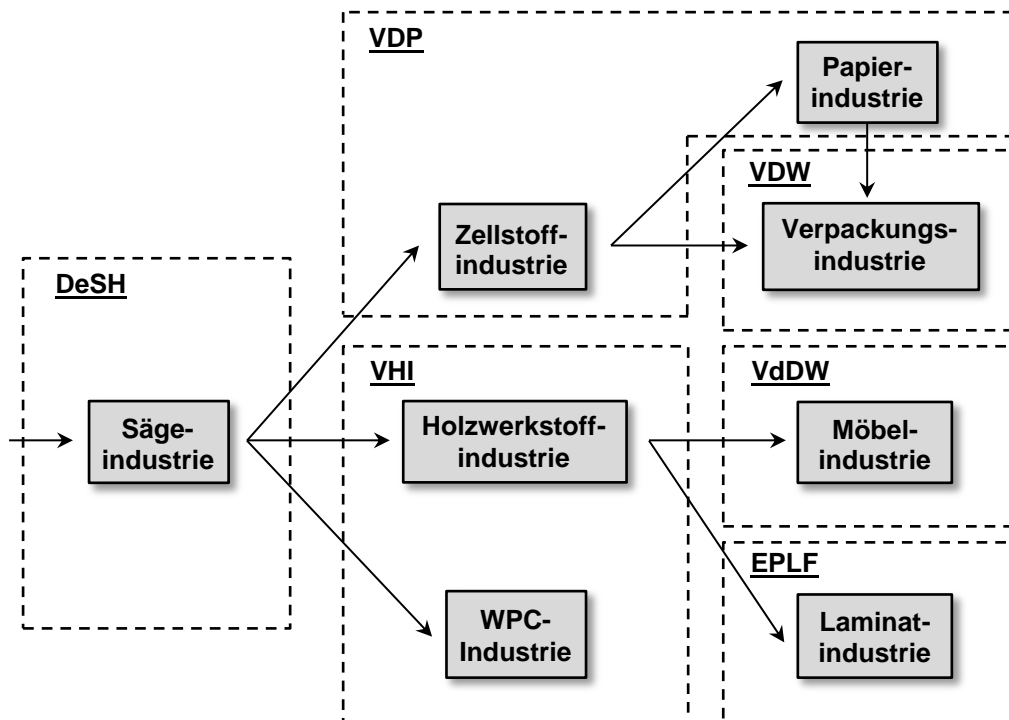 VDP
Papier-
industrie
VDW
Zellstoff-
industrie
Verpackungs-
industrie
DeSH
VHI
VdDW
Säge-
industrie
Holzwerkstoff-
industrie
Möbel-
industrie
EPLF
WPC-
Industrie
Laminat-
industrie